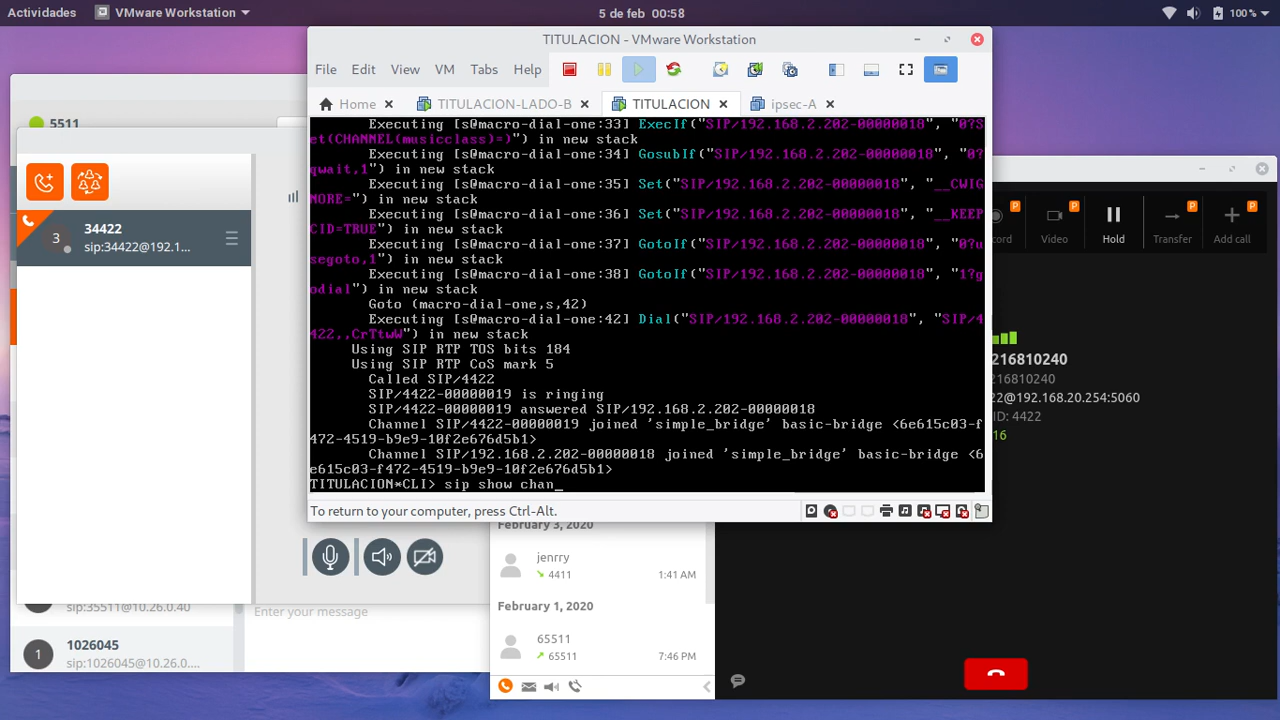 Actividades
VMware Workstation
5 de feb 00:58
100 %
TITULACION - VMware Workstation
File Edit View VM Tabs Help
Home
TITULACION-LADO-B
TITULACION
ipsec-A
Executing [s@macro-dial-one:33] ExecIf("SIP/192.168.2.202-00000018", "0?S
et(CHANNEL(musicclass)=)") in new stack
Executing [s@macro-dial-one:34] GosubIf("SIP/192.168.2.202-00000018", "0?
qwait,1") in new stack
Executing [s@macro-dial-one:35] Set("SIP/192.168.2.202-00000018", "__CWIG
NORE=") in new stack
Executing [s@macro-dial-one:36] Set("SIP/192.168.2.202-00000018", "__KEEP
CID=TRUE") in new stack
Executing [s@macro-dial-one:37] GotoIf("SIP/192.168.2.202-00000018", "0?u
segoto,1") in new stack
Executing [s@macro-dial-one:38] GotoIf("SIP/192.168.2.202-00000018", "1?g
odial") in new stack
Goto (macro-dial-one,s,42)
Executing [s@macro-dial-one:42] Dial("SIP/192.168.2.202-00000018", "SIP/4
422,,CrTtwW") in new stack
Using SIP RTP TOS bits 184
Using SIP RTP CoS mark 5
Called SIP/4422
SIP/4422-00000019 is ringing
SIP/4422-00000019 answered SIP/192.168.2.202-00000018
Channel SIP/4422-00000019 joined 'simple_bridge' basic-bridge <6e615c03-f
472-4519-b9e9-10f2e676d5b1>
Channel SIP/192.168.2.202-00000018 joined 'simple_bridge' basic-bridge <6
e615c03-f472-4519-b9e9-10f2e676d5b1>
TITULACION*CLI> sip show chan_
To return to your computer, press Ctrl-Alt.
5511
3
34422
sip:34422@192.1...
sip:35511@10.26.0.40
1
1026045
sip:1026045@10.26.0....
Enter your message
February 3, 2020
jenrry
4411
1:41 AM
February 1, 2020
65511
65511
7:46 PM
cord
P
Video
P
Hold
Transfer
P
Add call
P
216810240
216810240
22@192.168.20.254:5060
ID: 4422
16